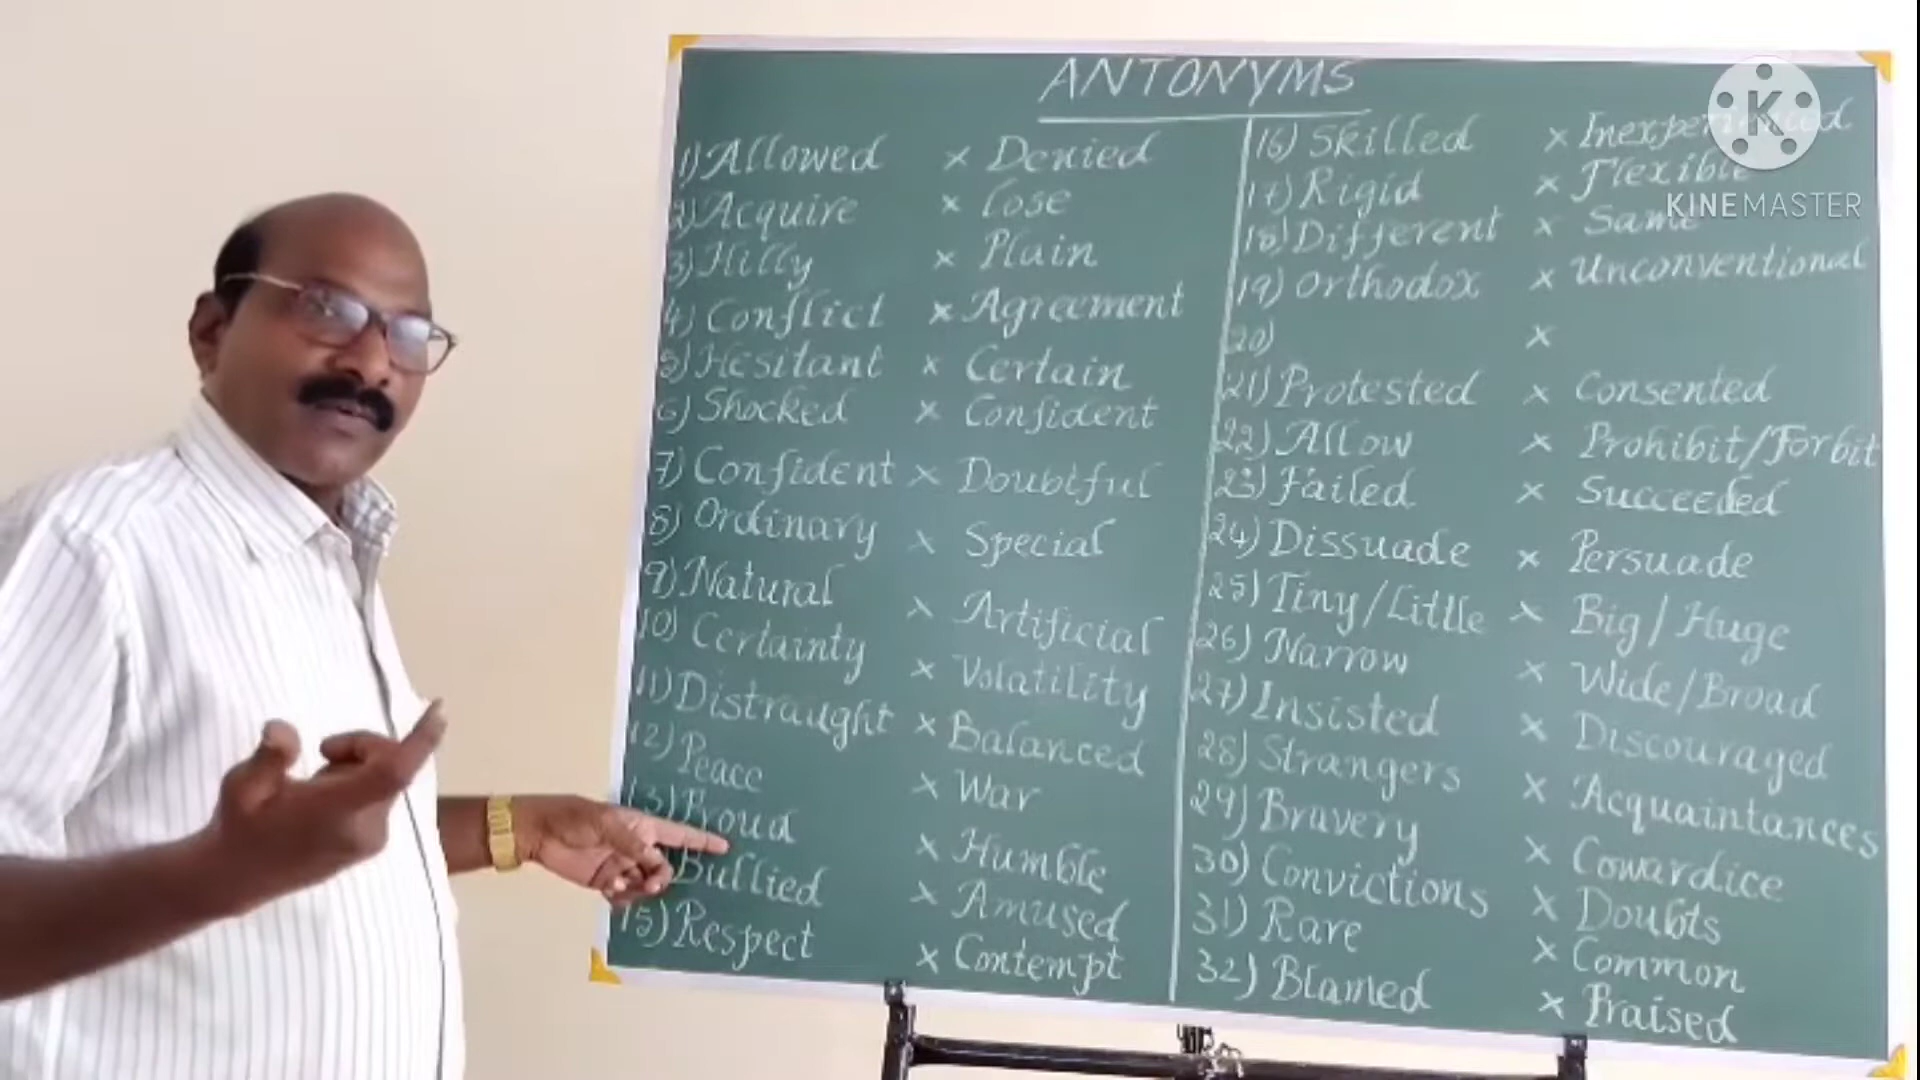 ANTONYMS
1) Allowed × Denied
2) Acquire × Lose
3) Hilly × Plain
4) Conflict × Agreement
5) Hesitant × Certain
6) Shocked × Confident
7) Confident × Doubtful
8) Ordinary × Special
9) Natural × Artificial
10) Certainty × Volatility
11) Distraught × Balanced
12) Peace × War
13) Proud × Humble
Bullied × Amused
15) Respect × Contempt
16) Skilled × Inexperienced
17) Rigid × Flexible
18) Different × Same
19) Orthodox × Unconventional
20) ×
21) Protested × Consented
22) Allow × Prohibit/Forbit
23) Failed × Succeeded
24) Dissuade × Persuade
25) Tiny/Little × Big/Huge
26) Narrow × Wide/Broad
27) Insisted × Discouraged
28) Strangers × Acquaintances
29) Bravery × Cowardice
30) Convictions × Doubts
31) Rare × Common
32) Blamed × Praised
K
KINEMASTER